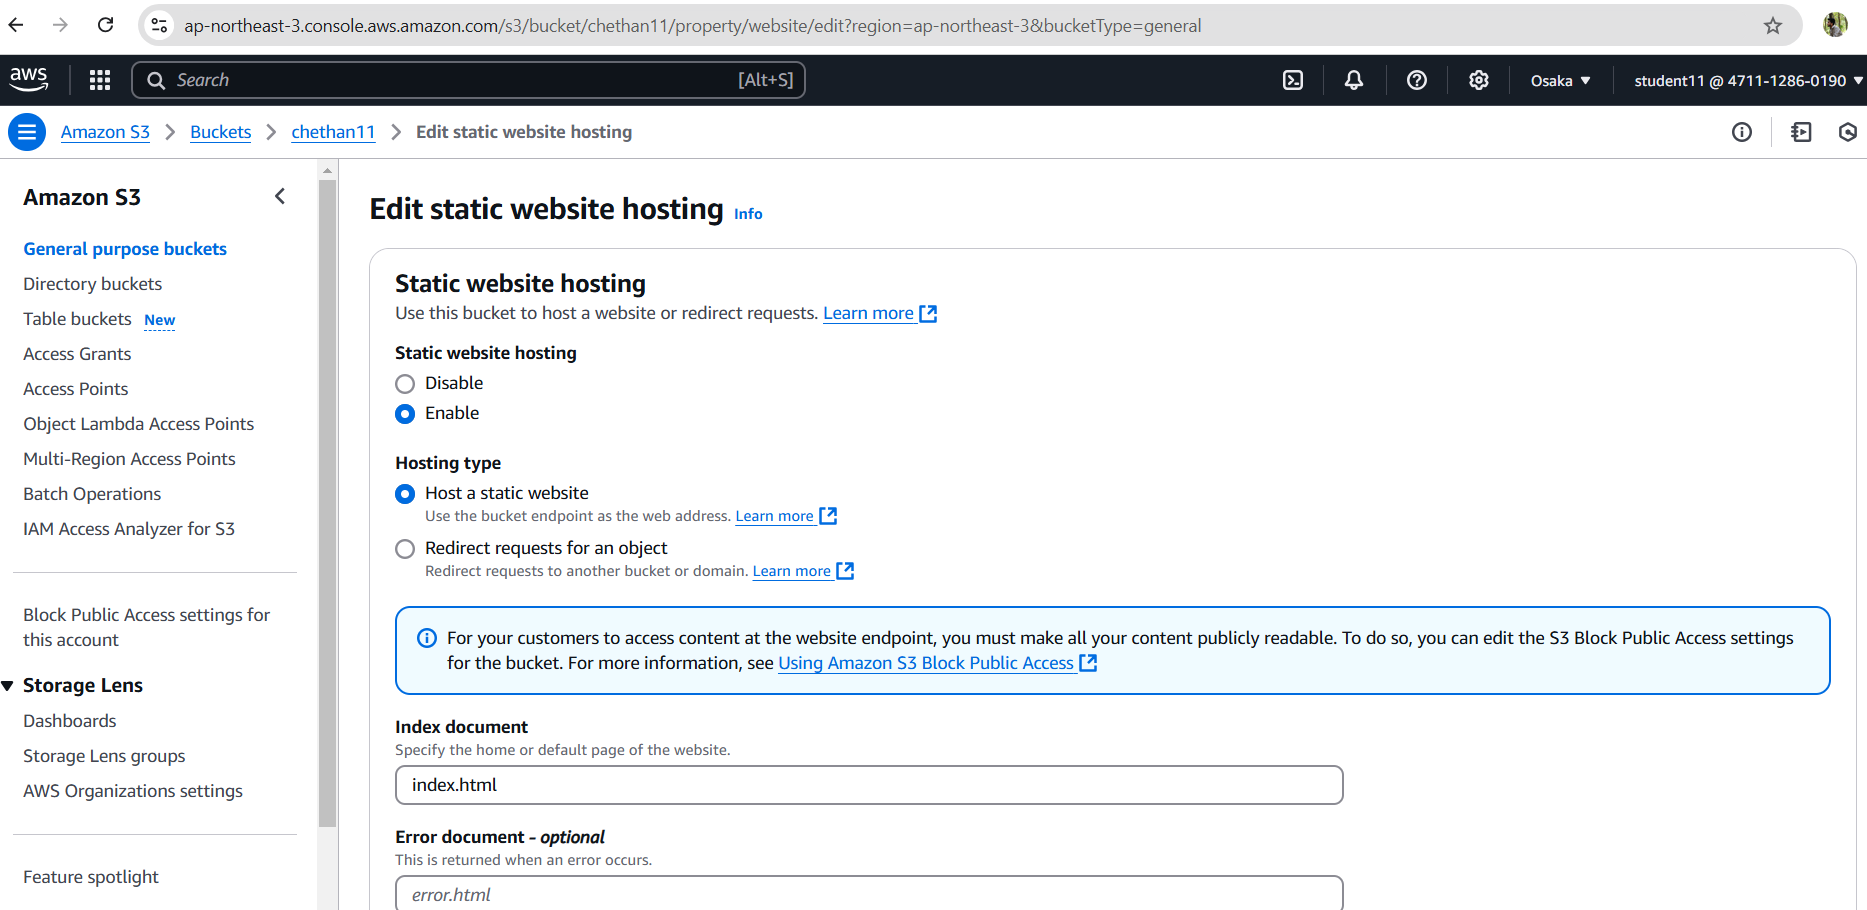 ap-northeast-3.console.aws.amazon.com/s3/bucket/chethan11/property/website/edit?region=ap-northeast-3&bucketType=general
aws
Search
[Alt+S]
Osaka
student11 @ 4711-1286-0190
Amazon S3
Buckets
chethan11
Edit static website hosting
Amazon S3
General purpose buckets
Directory buckets
Table buckets New
Access Grants
Access Points
Object Lambda Access Points
Multi-Region Access Points
Batch Operations
IAM Access Analyzer for S3
Block Public Access settings for
this account
Storage Lens
Dashboards
Storage Lens groups
AWS Organizations settings
Feature spotlight
Edit static website hosting Info
Static website hosting
Use this bucket to host a website or redirect requests. Learn more
Static website hosting
Disable
Enable
Hosting type
Host a static website
Use the bucket endpoint as the web address. Learn more
Redirect requests for an object
Redirect requests to another bucket or domain. Learn more
For your customers to access content at the website endpoint, you must make all your content publicly readable. To do so, you can edit the S3 Block Public Access settings
for the bucket. For more information, see Using Amazon S3 Block Public Access
Index document
Specify the home or default page of the website.
index.html
Error document - optional
This is returned when an error occurs.
error.html